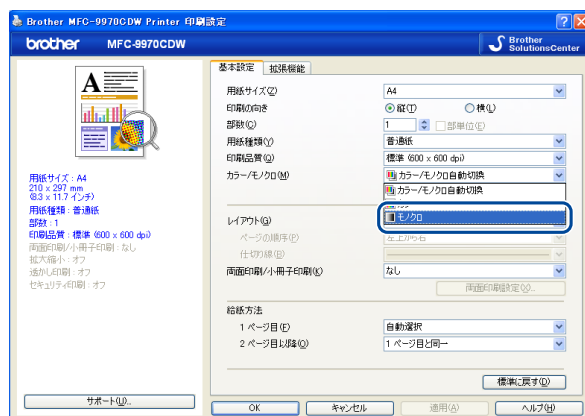 Brother MFC-9970CDW Printer 印刷設定
brother MFC-9970CDW
Brother
SolutionsCenter
基本設定 拡張機能
用紙サイズ(Z) A4
印刷の向き 縦(T) 横(L)
部数(C) 1 部単位(E)
用紙種類(Y) 普通紙
印刷品質(Q) 標準 (600 x 600 dpi)
カラー/モノクロ(M) カラー/モノクロ自動切換
カラー/モノクロ自動切換
モノクロ
レイアウト(G)
ページの順序(P) 左上から右
仕切り線(B)
両面印刷/小冊子印刷(K) なし
両面印刷設定(X)...
給紙方法
1 ページ目(F) 自動選択
2 ページ目以降(O) 1 ページ目と同一
標準に戻す(D)
A
用紙サイズ : A4
210 x 297 mm
(8.3 x 11.7 インチ)
用紙種類 : 普通紙
部数 : 1
印刷品質 : 標準 (600 x 600 dpi)
両面印刷/小冊子印刷 : なし
拡大縮小 : オフ
透かし印刷 : オフ
セキュリティ印刷 : オフ
サポート(U)...
OK キャンセル 適用(A) ヘルプ(H)